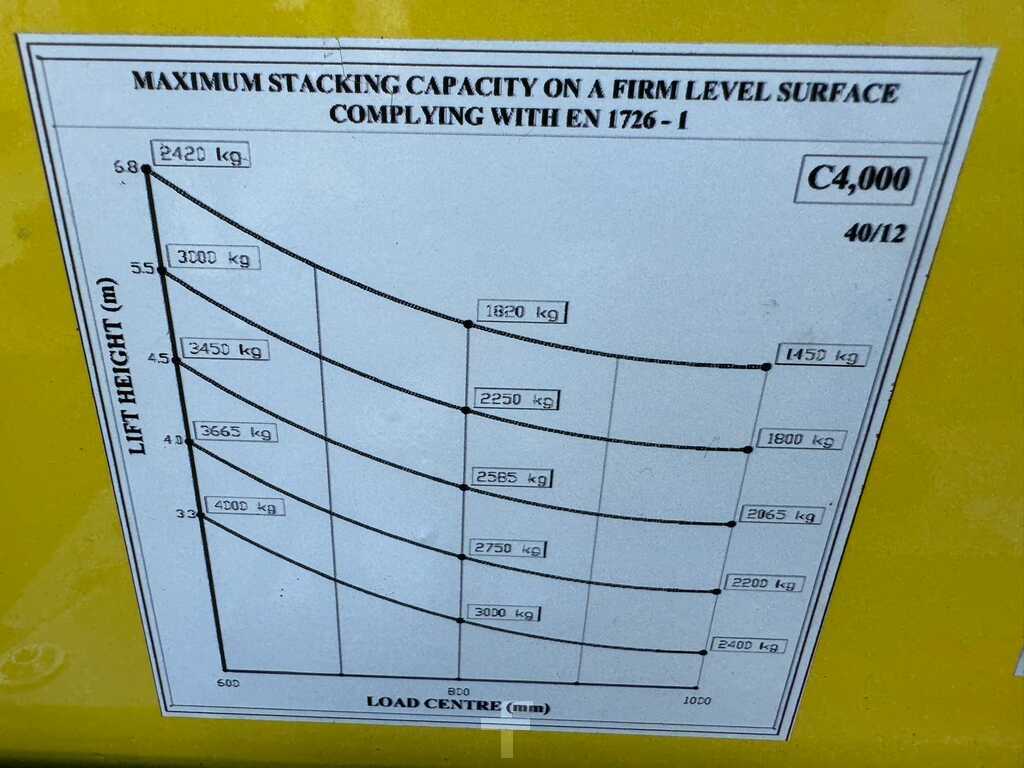 MAXIMUM STACKING CAPACITY ON A FIRM LEVEL SURFACE
COMPLYING WITH EN 1726 - 1
C4,000
40/12
LIFT HEIGHT (m)
6.8
2420 kg
1820 kg
1450 kg
5.5
3000 kg
2250 kg
1800 kg
4.5
3450 kg
2585 kg
2065 kg
4.0
3665 kg
2750 kg
2200 kg
3.3
4000 kg
3000 kg
2400 kg
600
800
1000
LOAD CENTRE (mm)